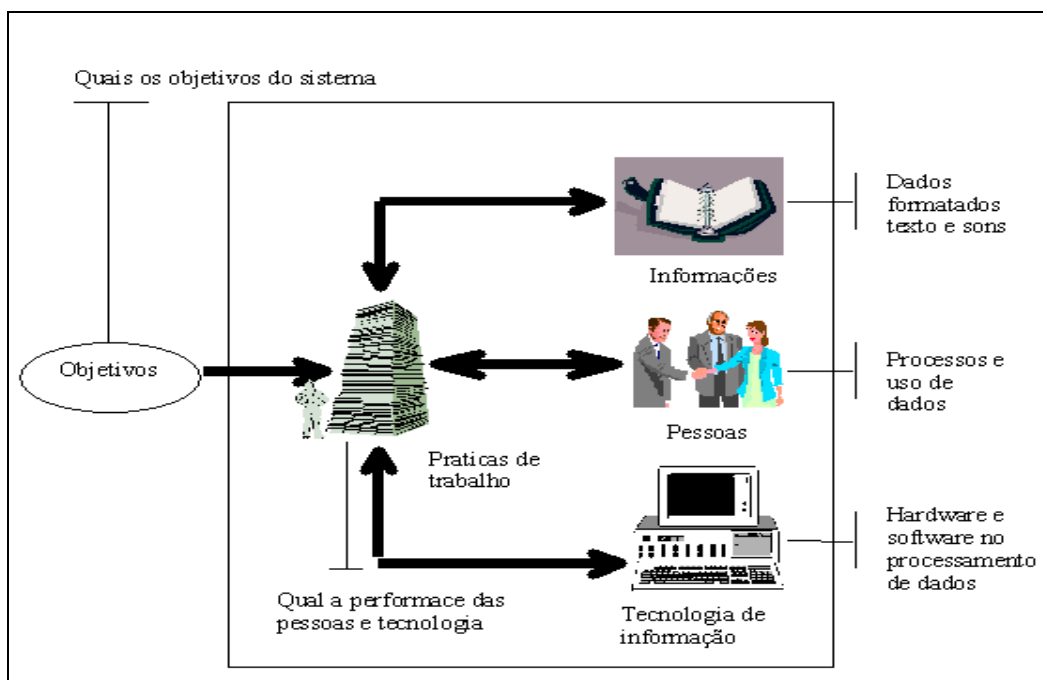 Quais os objetivos do sistema
Dados
formatados
texto e sons
Informações
Objetivos
Processos e
uso de
dados
Pessoas
Praticas de
trabalho
Hardware e
software no
processamento
de dados
Qual a performace das
pessoas e tecnologia
Tecnologia de
informação